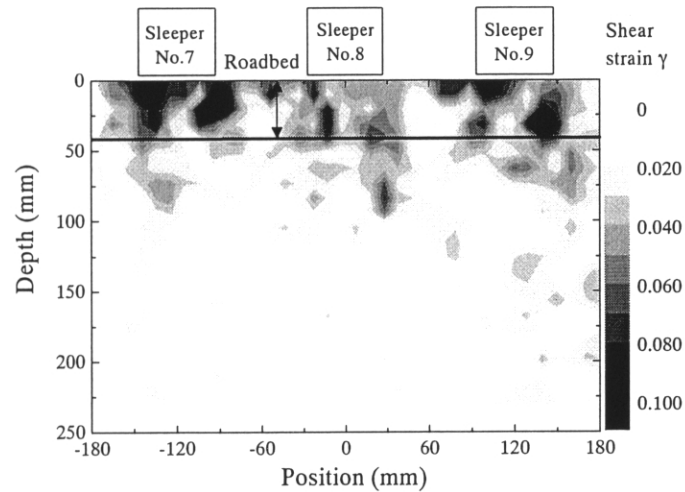 Sleeper
No.7
Sleeper
No.8
Sleeper
No.9
Shear
strain γ
Roadbed
0
50
100
150
200
250
Depth (mm)
-180
-120
-60
0
60
120
180
Position (mm)
0
0.020
0.040
0.060
0.080
0.100